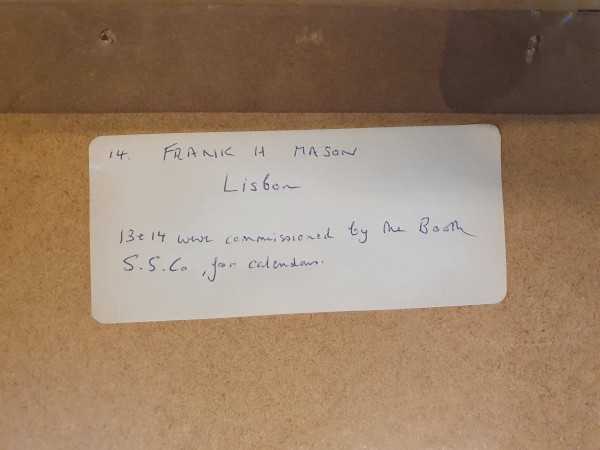 14. FRANK H MASON
Lisbon
13 & 14 were commissioned by the Booth
S.S.Co, for calendars.